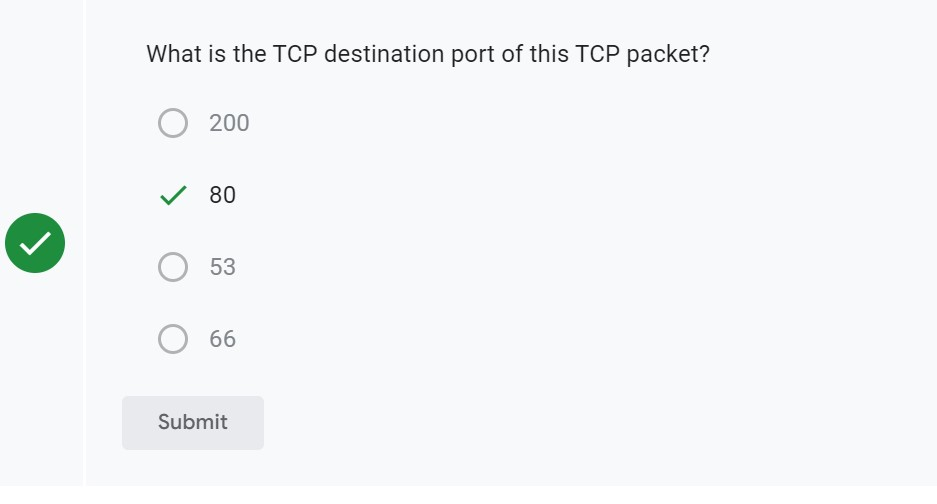 What is the TCP destination port of this TCP packet?
200
80
53
66
Submit